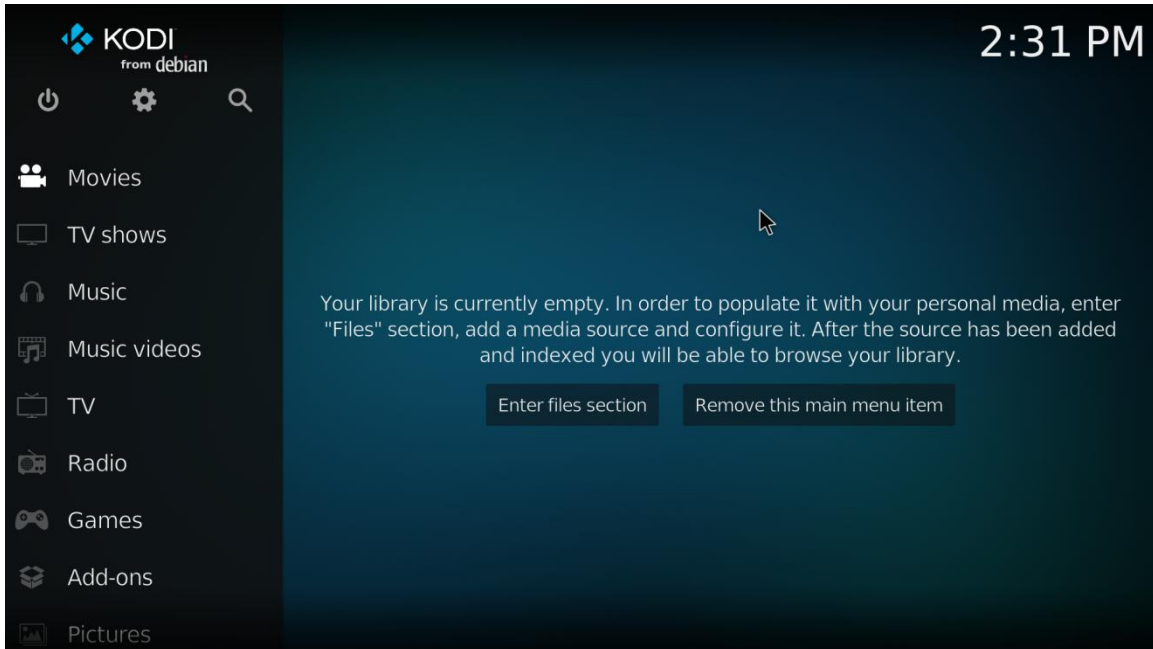 KODI
from debian
2:31 PM
Movies
TV shows
Music
Music videos
TV
Radio
Games
Add-ons
Pictures
Your library is currently empty. In order to populate it with your personal media, enter
"Files" section, add a media source and configure it. After the source has been added
and indexed you will be able to browse your library.
Enter files section
Remove this main menu item